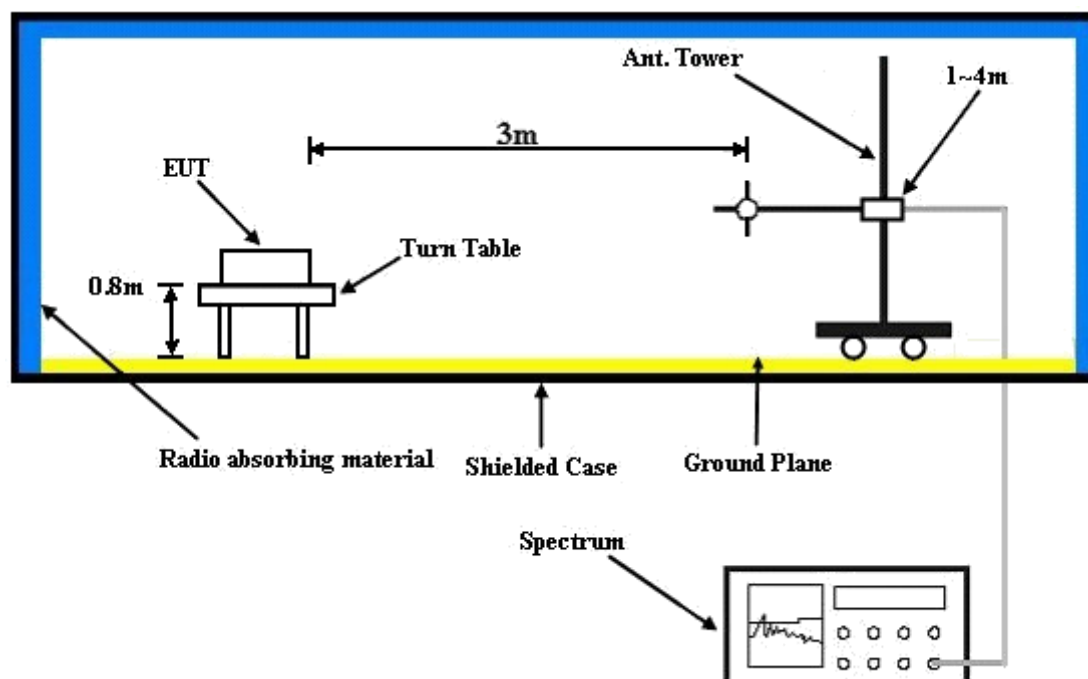 Ant. Tower
1~4m
3m
EUT
Turn Table
0.8m
Radio absorbing material
Shielded Case
Ground Plane
Spectrum